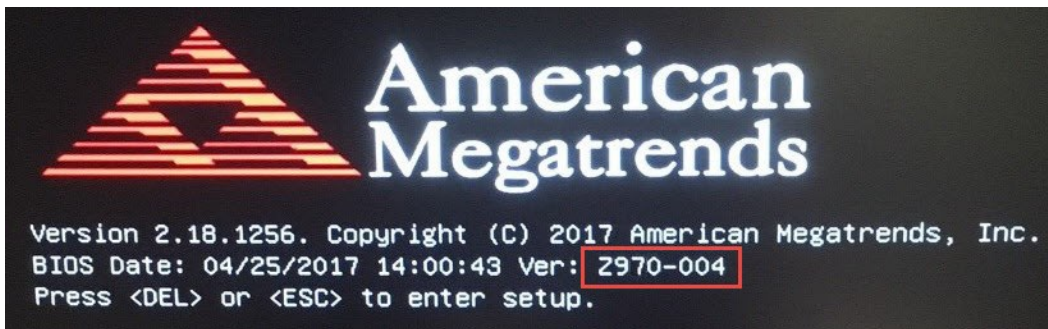 American
Megatrends
Version 2.18.1256. Copyright (C) 2017 American Megatrends, Inc.
BIOS Date: 04/25/2017 14:00:43 Ver: Z970-004
Press <DEL> or <ESC> to enter setup.